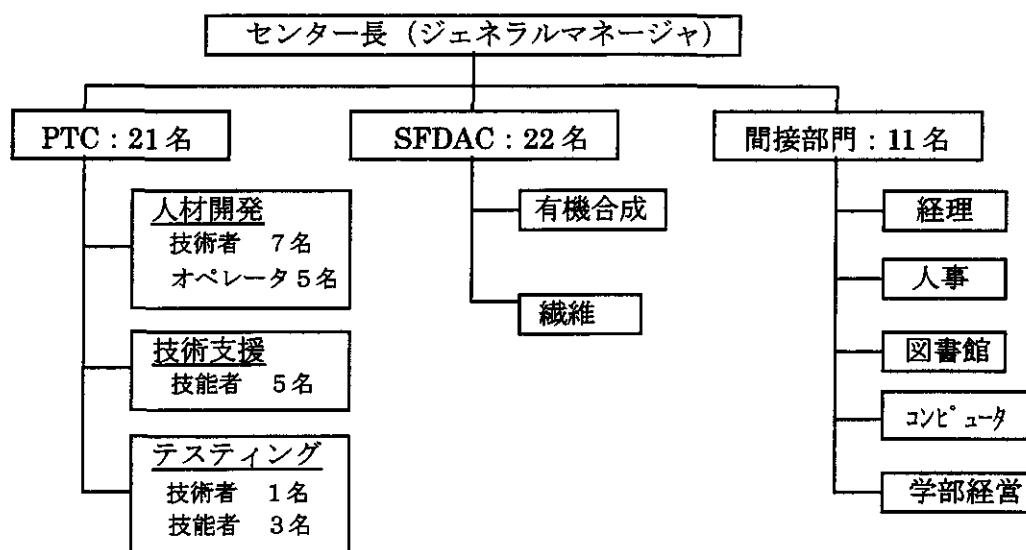 センター長(ジェネラルマネージャ)
PTC:21名
SFDAC:22名
間接部門:11名
人材開発
技術者 7名
オペレータ5名
技術支援
技能者 5名
テスティング
技術者 1名
技能者 3名
有機合成
繊維
経理
人事
図書館
コンピュータ
学部経営